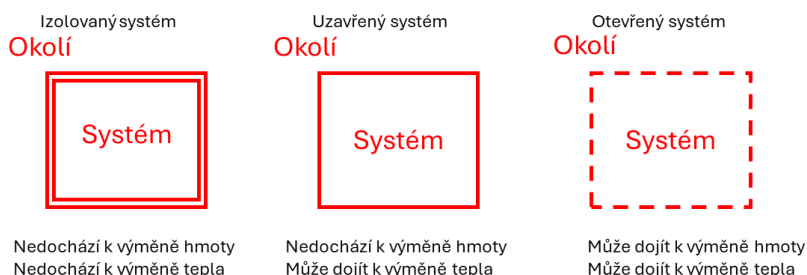 Izolovaný systém
Okolí
Systém
Nedochází k výměně hmoty
Nedochází k výměně tepla
Uzavřený systém
Okolí
Systém
Nedochází k výměně hmoty
Může dojít k výměně tepla
Otevřený systém
Okolí
Systém
Může dojít k výměně hmoty
Může dojít k výměně tepla